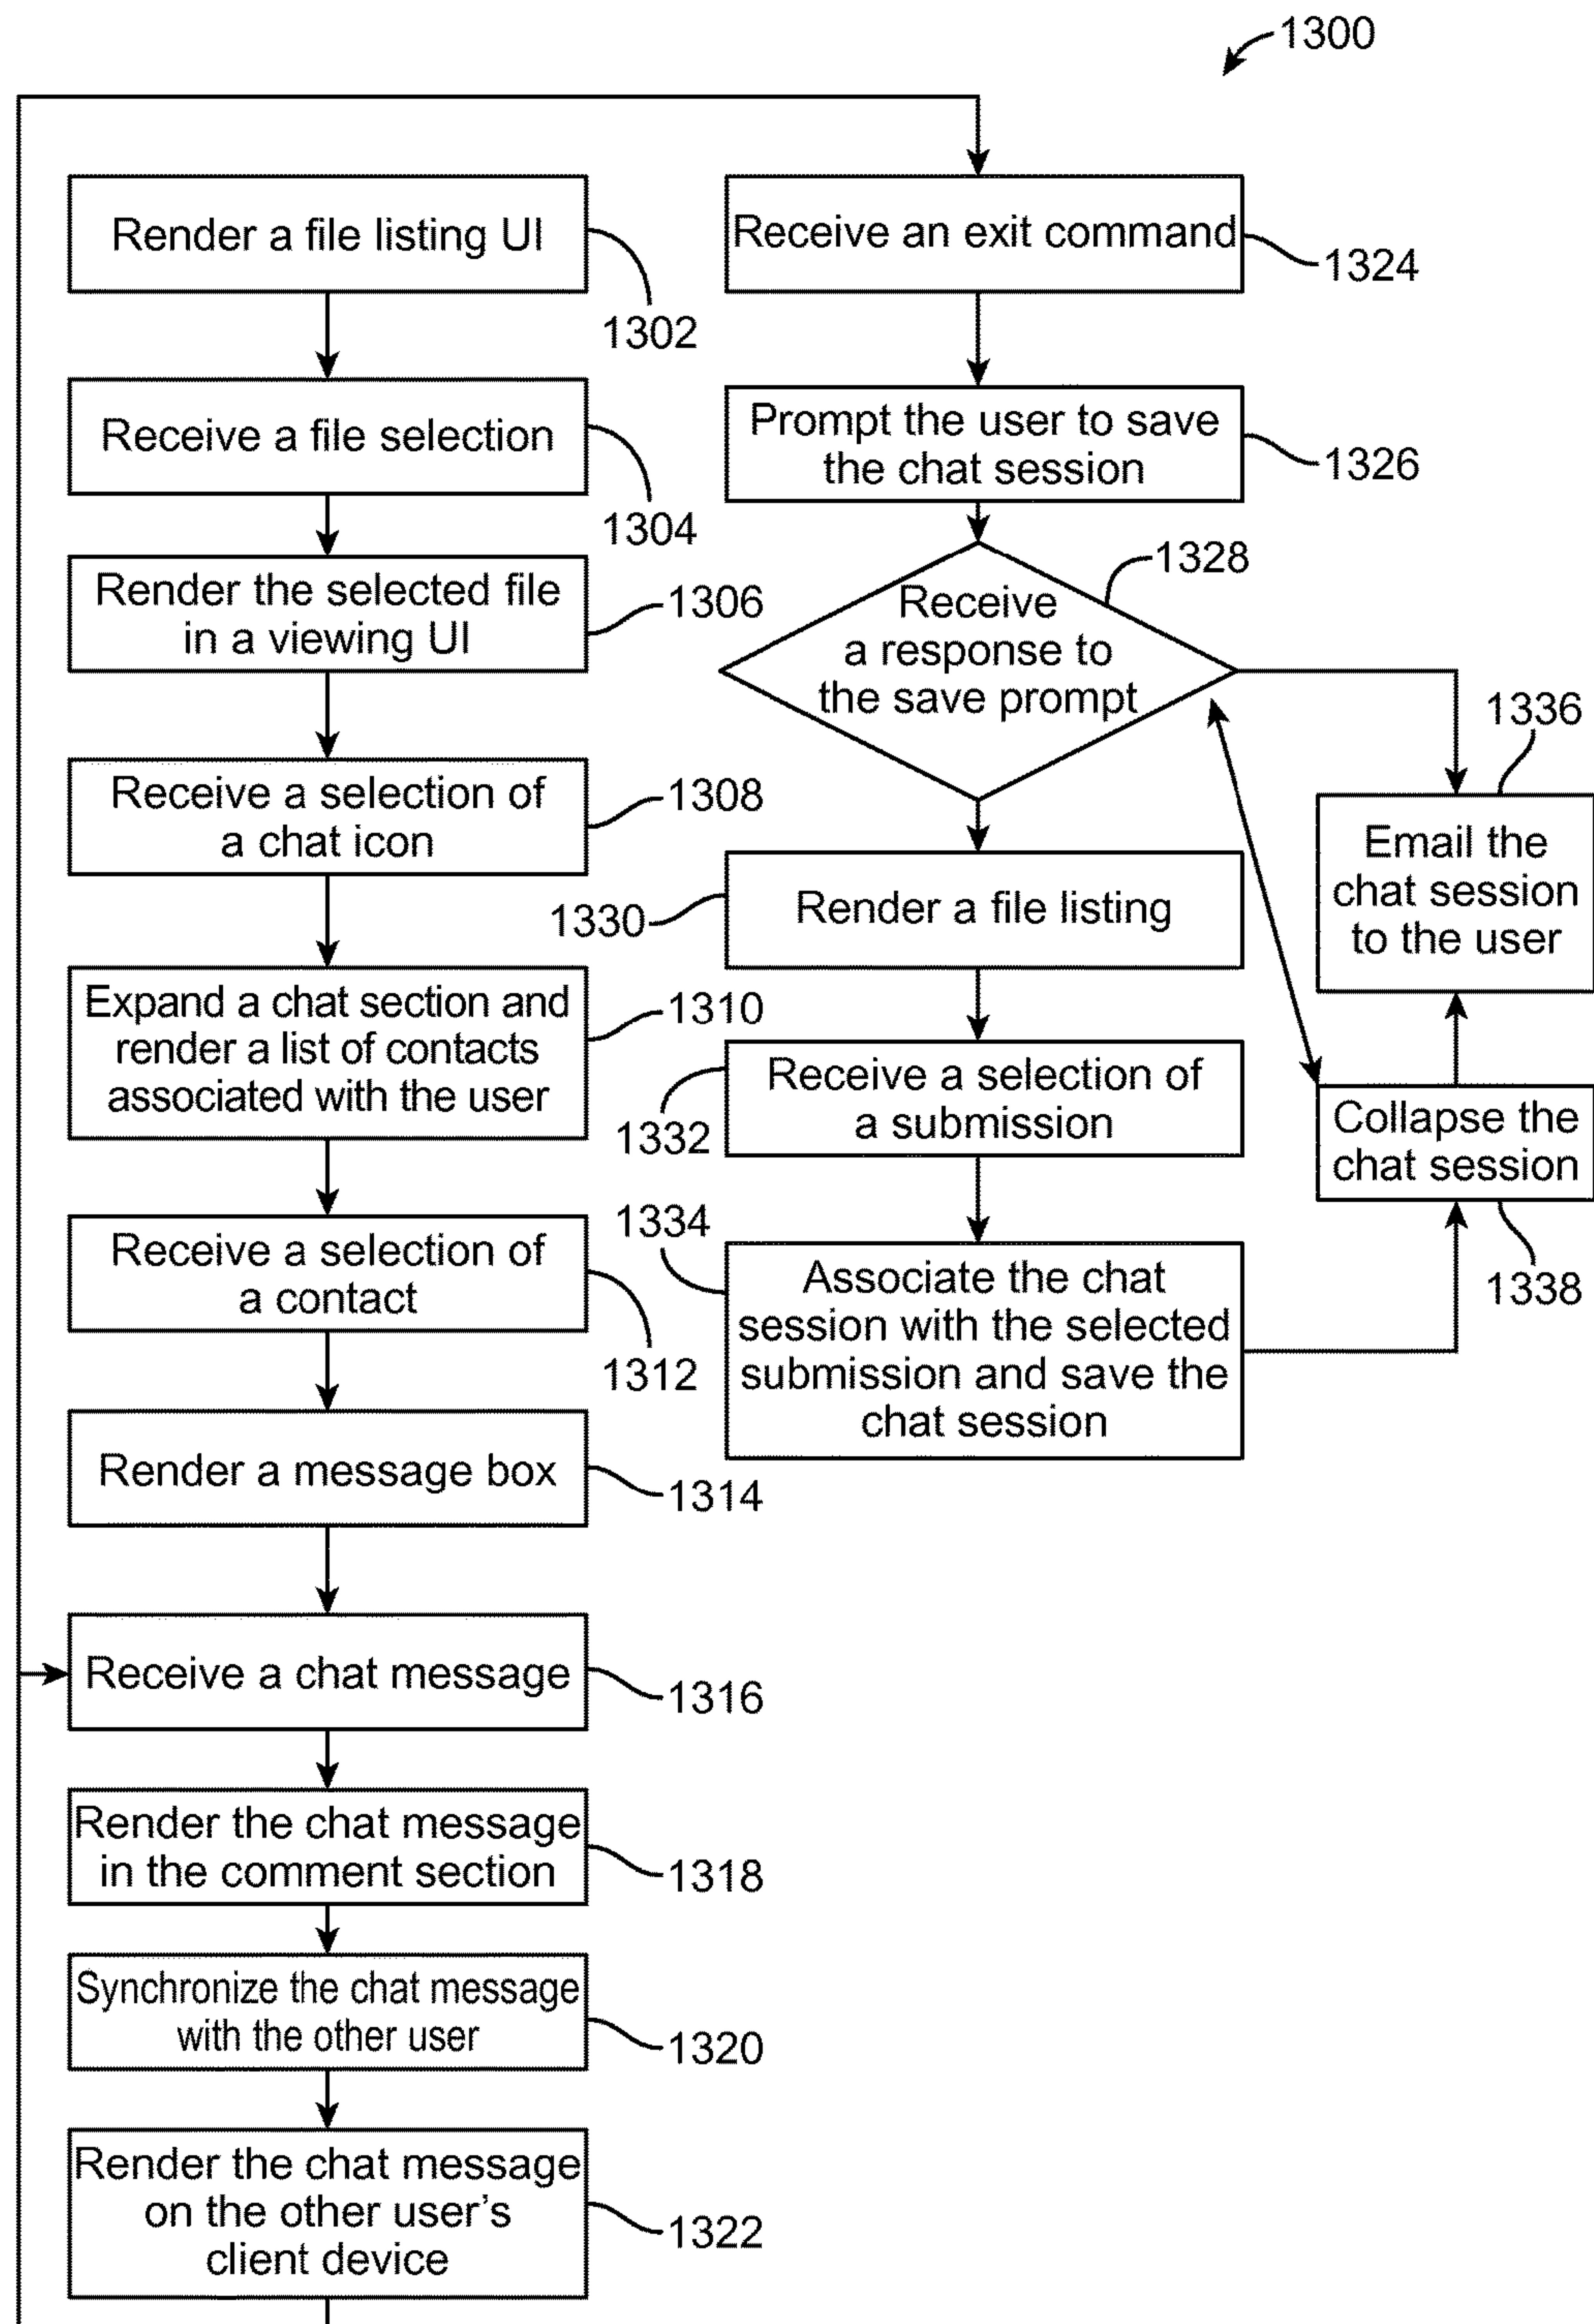 1300
Render a file listing UI
1302
Receive a file selection
1304
Render the selected file
in a viewing UI
1306
Receive a selection of
a chat icon
1308
Expand a chat section and
render a list of contacts
associated with the user
1310
Receive a selection of
a contact
1312
Render a message box
1314
Receive a chat message
1316
Render the chat message
in the comment section
1318
Synchronize the chat message
with the other user
1320
Render the chat message
on the other user's
client device
1322
Receive an exit command
1324
Prompt the user to save
the chat session
1326
1328
Receive
a response to
the save prompt
1330
Render a file listing
Receive a selection of
a submission
1332
1334
Associate the chat
session with the selected
submission and save the
chat session
1336
Email the
chat session
to the user
Collapse the
chat session
1338